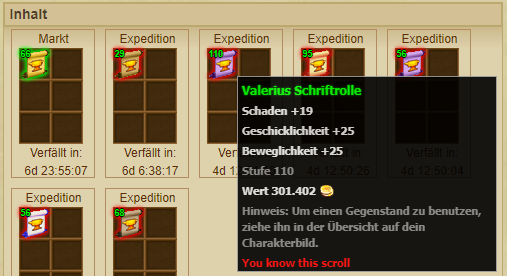 Inhalt
Markt
Expedition
Expedition
Expedition
Expedition
66
29
110
95
56
Valerius Schriftrolle
Schaden +19
Geschicklichkeit +25
Beweglichkeit +25
Stufe 110
Wert 301.402
Hinweis: Um einen Gegenstand zu benutzen,
ziehe ihn in der Übersicht auf dein
Charakterbild.
You know this scroll
Verfällt in:
Verfällt in:
6d 23:55:07
6d 6:38:17
4d 12:50:26
4d 12:50:04
Expedition
Expedition
56
68